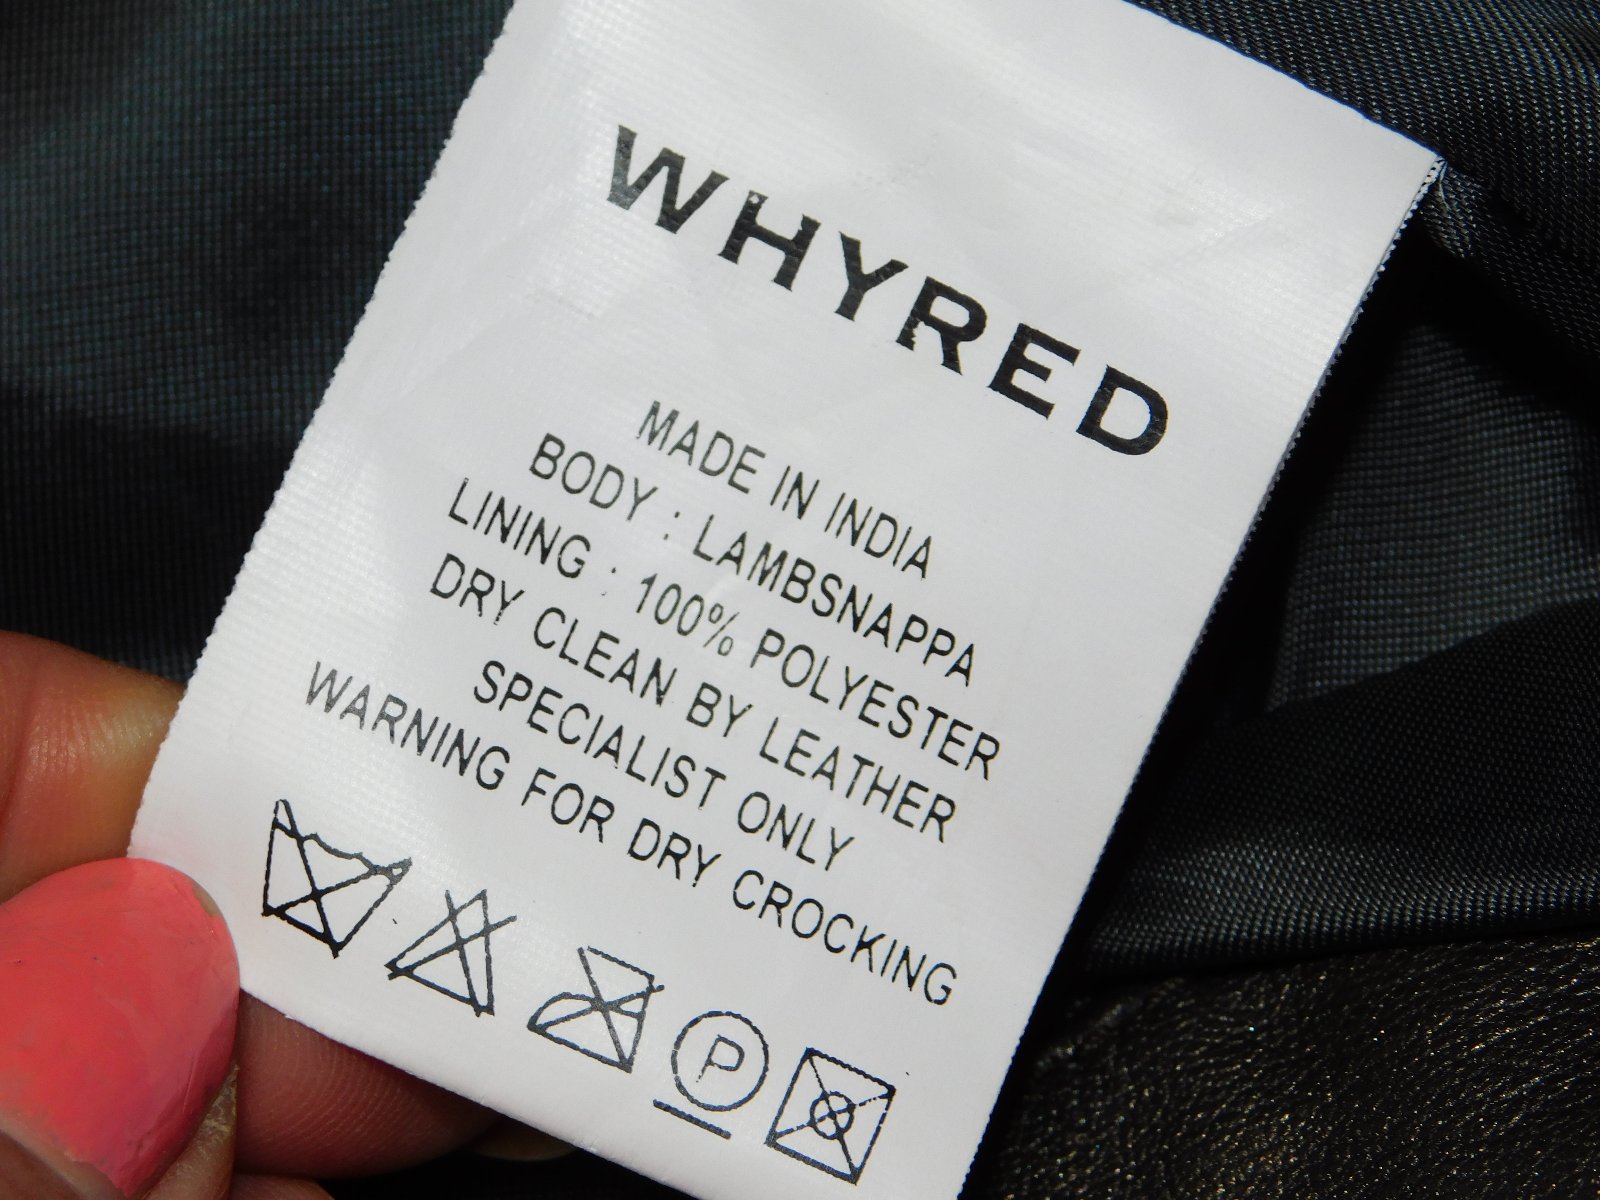 WHYRED
MADE IN INDIA
BODY : LAMBSNAPPA
LINING : 100% POLYESTER
DRY CLEAN BY LEATHER
SPECIALIST ONLY
WARNING FOR DRY CROCKING
P